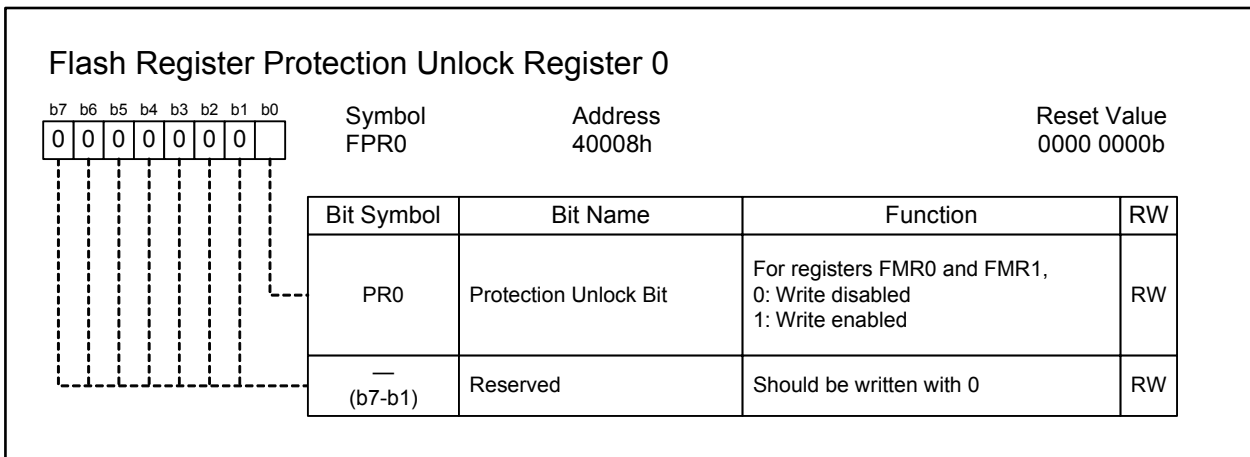 Flash Register Protection Unlock Register 0
b7 b6 b5 b4 b3 b2 b1 b0
0 0 0 0 0 0 0
Symbol Address Reset Value
FPR0 40008h 0000 0000b
Bit Symbol Bit Name Function RW
PR0 Protection Unlock Bit For registers FMR0 and FMR1,
0: Write disabled
1: Write enabled RW
—
(b7-b1) Reserved Should be written with 0 RW